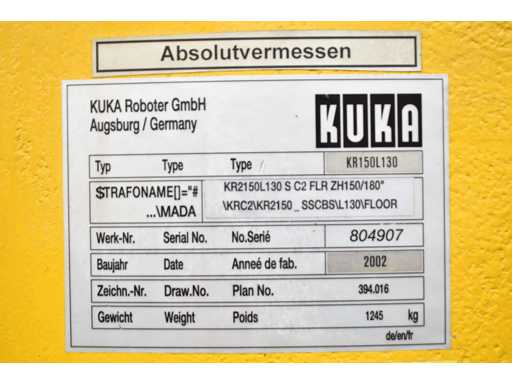 Absolutvermessen
KUKA Roboter GmbH
Augsburg / Germany
KUKA
Typ Type Type KR150L130
$TRAFONAME[]="# KR2150L130 S C2 FLR ZH150/180"
...\MADA \KRC2\KR2150 _ SSCBS\L130\FLOOR
Werk-Nr. Serial No. No.Serié 804907
Baujahr Date Anneé de fab. 2002
Zeichn.-Nr. Draw.No. Plan No. 394.016
Gewicht Weight Poids 1245 kg
de/en/fr